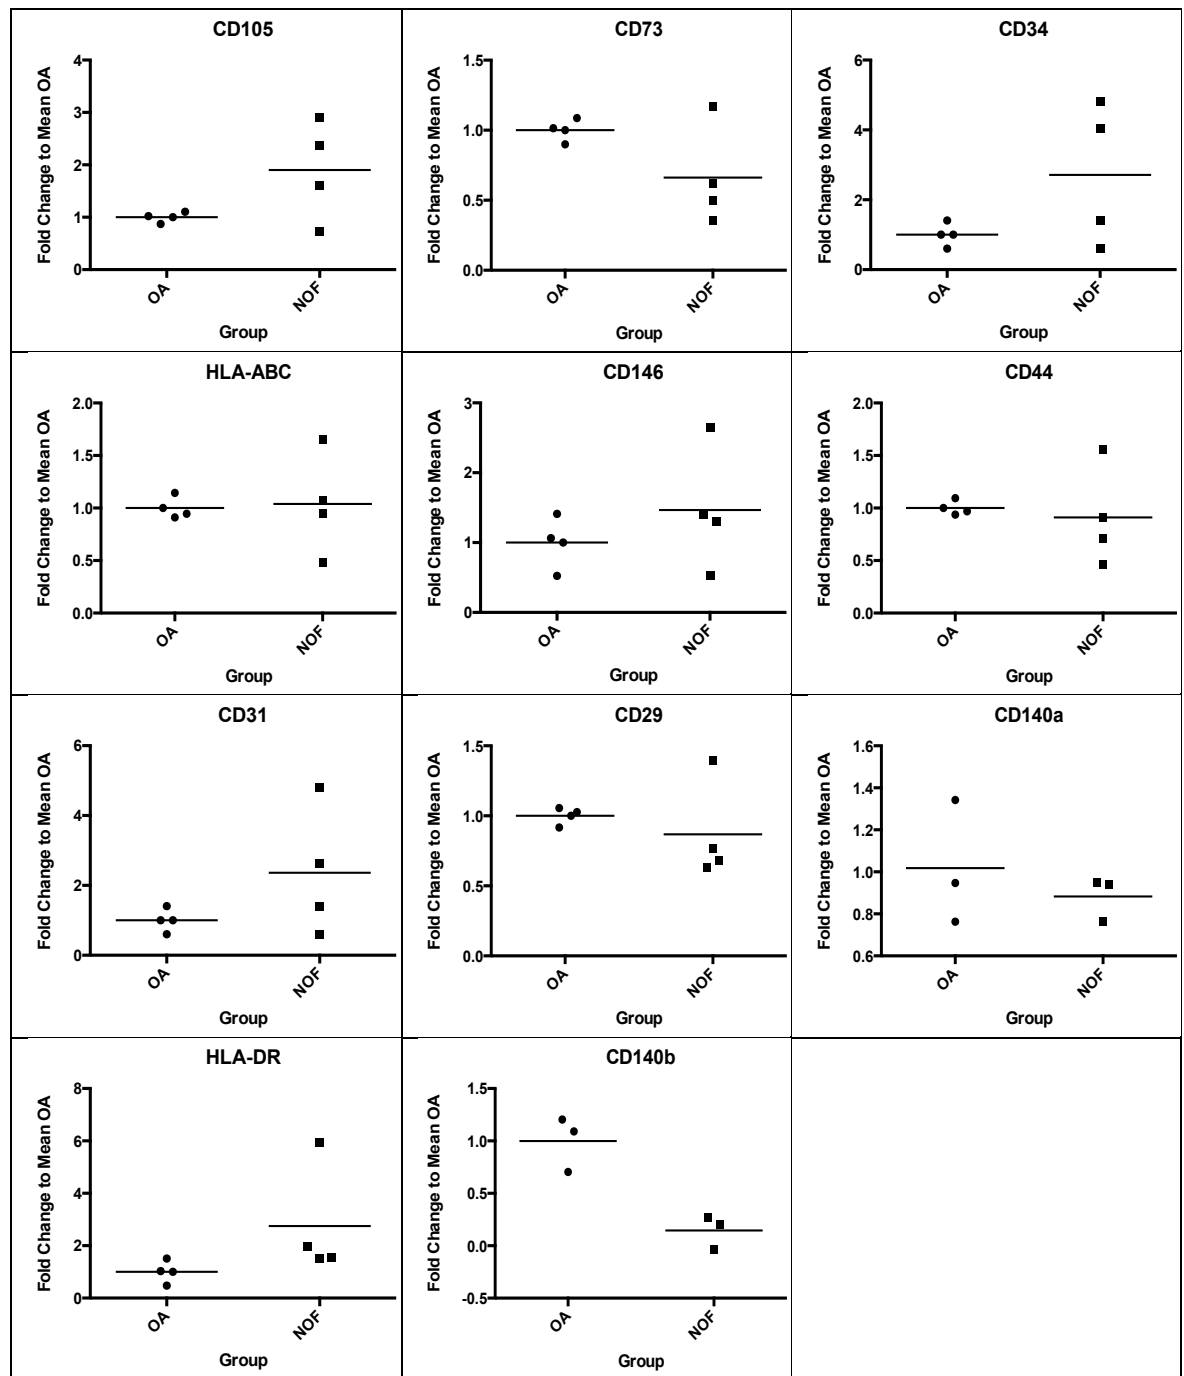 CD105
Fold Change to Mean OA
4
3
2
1
0
OA
NOF
Group
CD73
Fold Change to Mean OA
1.5
1.0
0.5
0.0
OA
NOF
Group
CD34
Fold Change to Mean OA
6
4
2
0
OA
NOF
Group
HLA-ABC
Fold Change to Mean OA
2.0
1.5
1.0
0.5
0.0
OA
NOF
Group
CD146
Fold Change to Mean OA
3
2
1
0
OA
NOF
Group
CD44
Fold Change to Mean OA
2.0
1.5
1.0
0.5
0.0
OA
NOF
Group
CD31
Fold Change to Mean OA
6
4
2
0
OA
NOF
Group
CD29
Fold Change to Mean OA
1.5
1.0
0.5
0.0
OA
NOF
Group
CD140a
Fold Change to Mean OA
1.6
1.4
1.2
1.0
0.8
0.6
OA
NOF
Group
HLA-DR
Fold Change to Mean OA
8
6
4
2
0
OA
NOF
Group
CD140b
Fold Change to Mean OA
1.5
1.0
0.5
0.0
-0.5
OA
NOF
Group